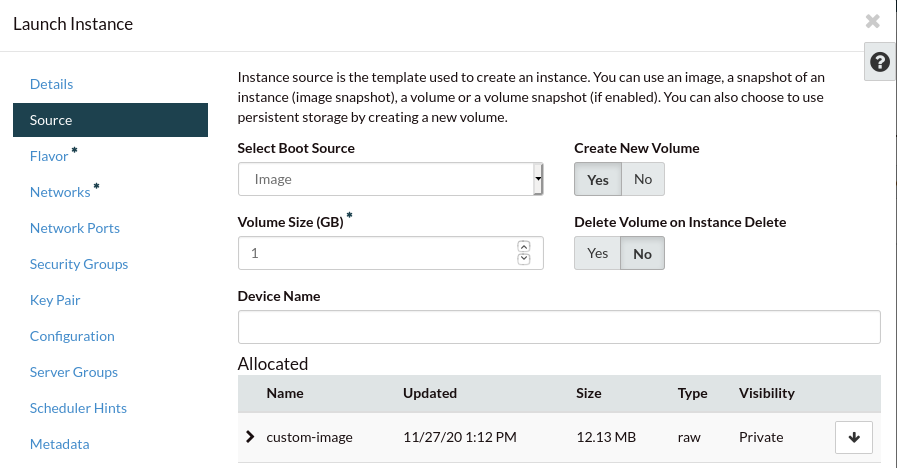 Launch Instance
Details
Source
Flavor *
Networks *
Network Ports
Security Groups
Key Pair
Configuration
Server Groups
Scheduler Hints
Metadata
Instance source is the template used to create an instance. You can use an image, a snapshot of an
instance (image snapshot), a volume or a volume snapshot (if enabled). You can also choose to use
persistent storage by creating a new volume.
Select Boot Source
Image
Create New Volume
Yes No
Volume Size (GB) *
1
Delete Volume on Instance Delete
Yes No
Device Name
Allocated
Name Updated Size Type Visibility
custom-image 11/27/20 1:12 PM 12.13 MB raw Private